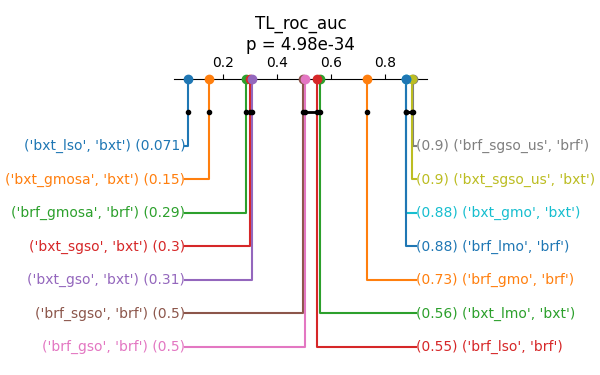 TL_roc_auc
p = 4.98e-34
0.2 0.4 0.6 0.8
('bxt_lso', 'bxt') (0.071) (0.9) ('brf_sgso_us', 'brf')
('bxt_gmosa', 'bxt') (0.15) (0.9) ('bxt_sgso_us', 'bxt')
('brf_gmosa', 'brf') (0.29) (0.88) ('bxt_gmo', 'bxt')
('bxt_sgso', 'bxt') (0.3) (0.88) ('brf_lmo', 'brf')
('bxt_gso', 'bxt') (0.31) (0.73) ('brf_gmo', 'brf')
('brf_sgso', 'brf') (0.5) (0.56) ('bxt_lmo', 'bxt')
('brf_gso', 'brf') (0.5) (0.55) ('brf_lso', 'brf')